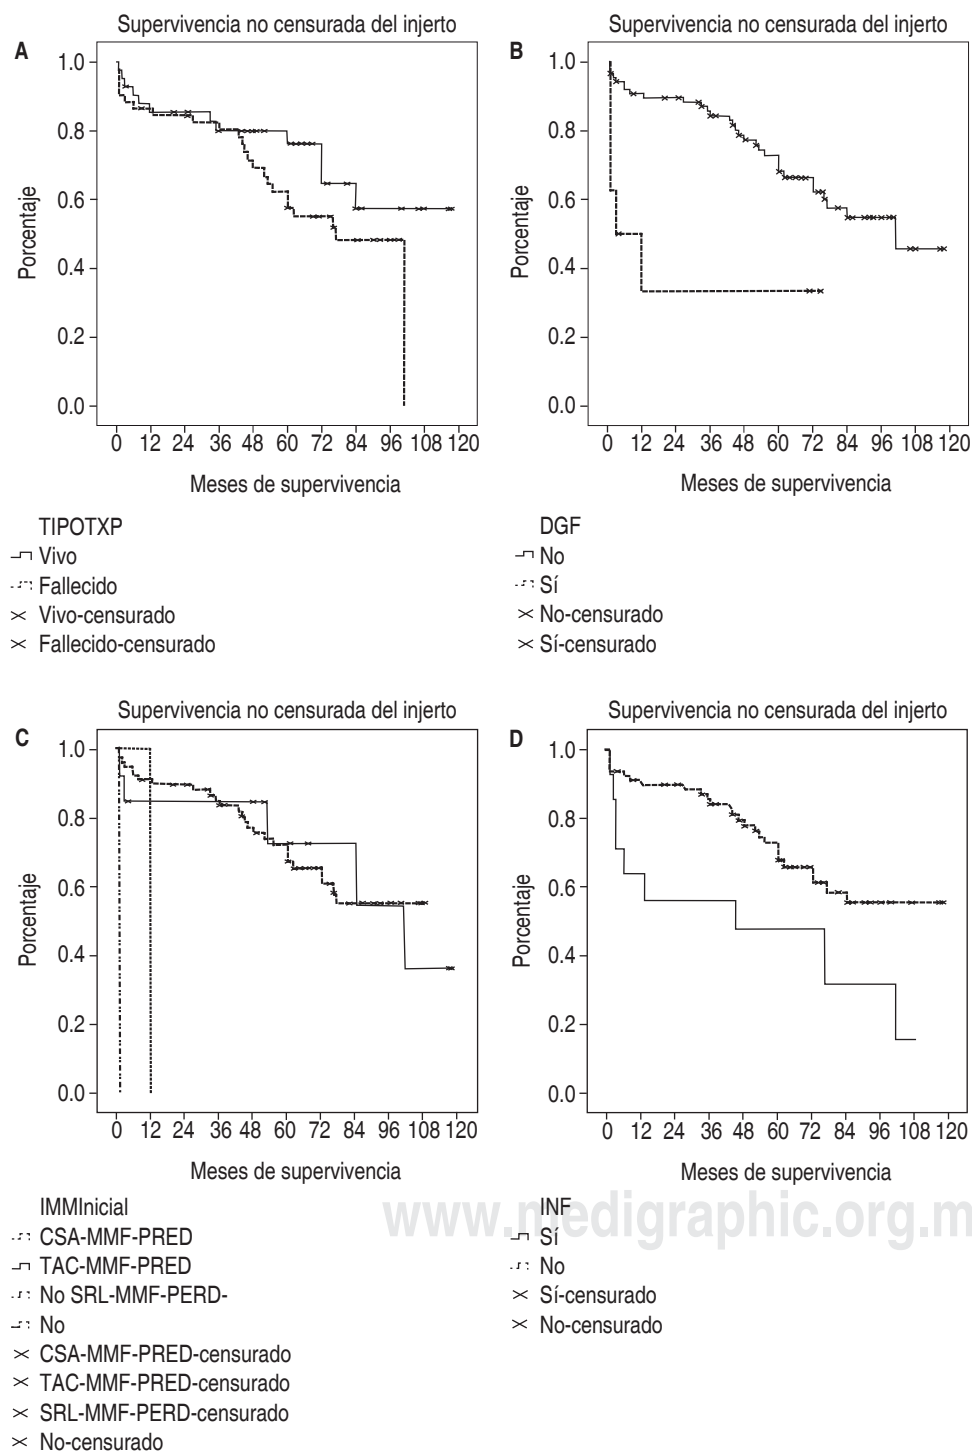 Supervivencia no censurada del injerto
A
Porcentaje
1.0
0.8
0.6
0.4
0.2
0.0
0 12 24 36 48 60 72 84 96 108 120
Meses de supervivencia
TIPOTXP
Vivo
Fallecido
Vivo-censurado
Fallecido-censurado
Supervivencia no censurada del injerto
B
Porcentaje
1.0
0.8
0.6
0.4
0.2
0.0
0 12 24 36 48 60 72 84 96 108 120
Meses de supervivencia
DGF
No
Sí
No-censurado
Sí-censurado
Supervivencia no censurada del injerto
C
Porcentaje
1.0
0.8
0.6
0.4
0.2
0.0
0 12 24 36 48 60 72 84 96 108 120
Meses de supervivencia
IMMInicial
CSA-MMF-PRED
TAC-MMF-PRED
No SRL-MMF-PERD-
No
CSA-MMF-PRED-censurado
TAC-MMF-PRED-censurado
SRL-MMF-PERD-censurado
No-censurado
Supervivencia no censurada del injerto
D
Porcentaje
1.0
0.8
0.6
0.4
0.2
0.0
0 12 24 36 48 60 72 84 96 108 120
Meses de supervivencia
www.medigraphic.org.m
INF
Sí
No
Sí-censurado
No-censurado